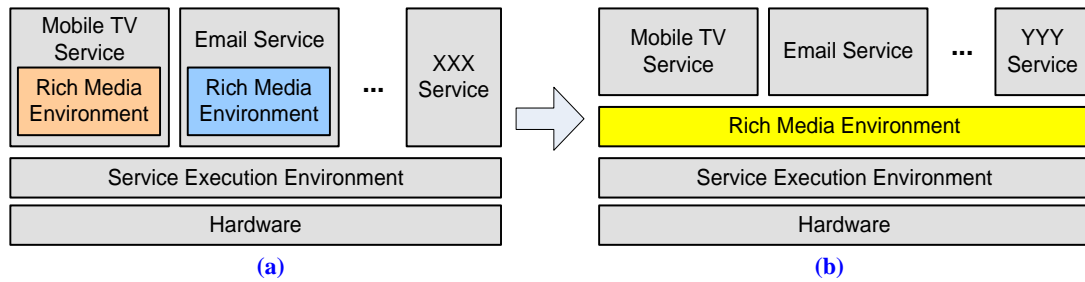 Mobile TV
Service
Rich Media
Environment
Email Service
Rich Media
Environment
...
XXX
Service
Service Execution Environment
Hardware
(a)
Mobile TV
Service
Email Service
...
YYY
Service
Rich Media Environment
Service Execution Environment
Hardware
(b)